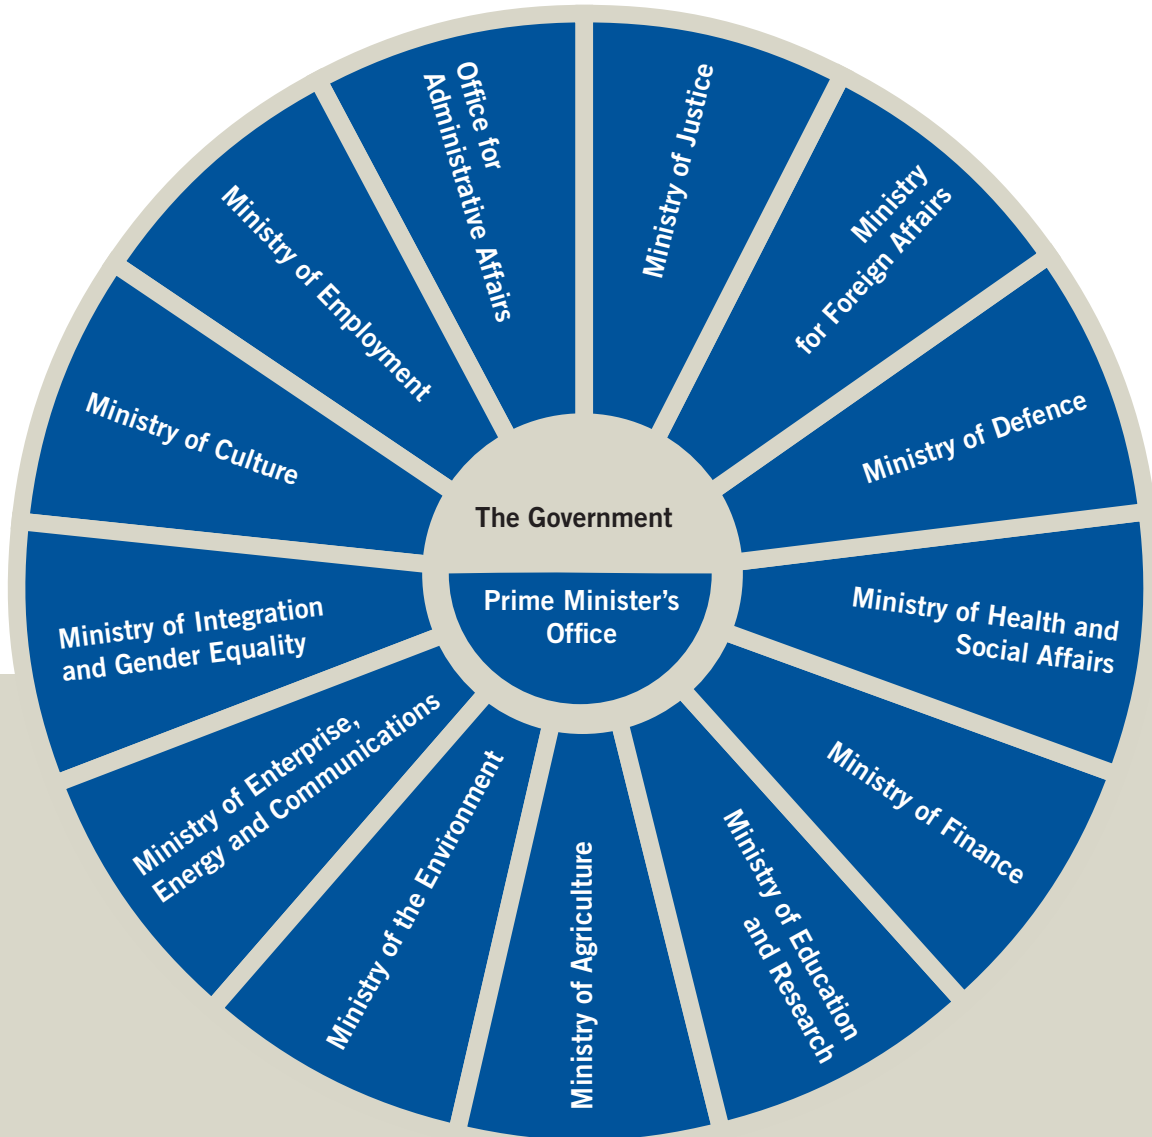 Office for
Administrative Affairs
Ministry of Justice
Ministry
for Foreign Affairs
Ministry of Defence
Ministry of Health and
Social Affairs
Ministry of Finance
Ministry of Education
and Research
Ministry of Agriculture
Ministry of the Environment
Ministry of Enterprise,
Energy and Communications
Ministry of Integration
and Gender Equality
Ministry of Culture
Ministry of Employment
The Government
Prime Minister’s
Office